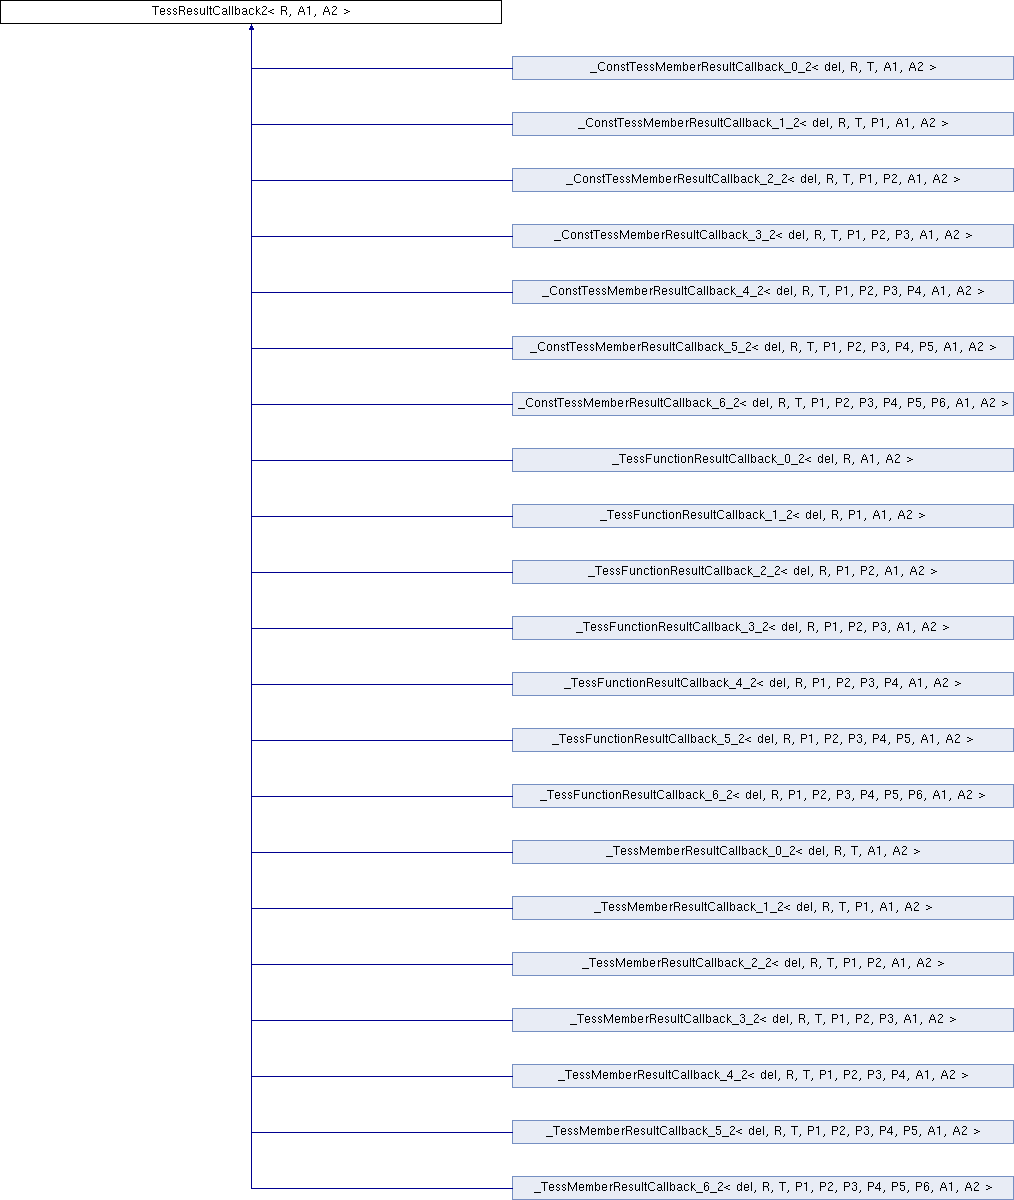 TessResultCallback2< R, A1, A2 >
_ConstTessMemberResultCallback_0_2< del, R, T, A1, A2 >
_ConstTessMemberResultCallback_1_2< del, R, T, P1, A1, A2 >
_ConstTessMemberResultCallback_2_2< del, R, T, P1, P2, A1, A2 >
_ConstTessMemberResultCallback_3_2< del, R, T, P1, P2, P3, A1, A2 >
_ConstTessMemberResultCallback_4_2< del, R, T, P1, P2, P3, P4, A1, A2 >
_ConstTessMemberResultCallback_5_2< del, R, T, P1, P2, P3, P4, P5, A1, A2 >
_ConstTessMemberResultCallback_6_2< del, R, T, P1, P2, P3, P4, P5, P6, A1, A2 >
_TessFunctionResultCallback_0_2< del, R, A1, A2 >
_TessFunctionResultCallback_1_2< del, R, P1, A1, A2 >
_TessFunctionResultCallback_2_2< del, R, P1, P2, A1, A2 >
_TessFunctionResultCallback_3_2< del, R, P1, P2, P3, A1, A2 >
_TessFunctionResultCallback_4_2< del, R, P1, P2, P3, P4, A1, A2 >
_TessFunctionResultCallback_5_2< del, R, P1, P2, P3, P4, P5, A1, A2 >
_TessFunctionResultCallback_6_2< del, R, P1, P2, P3, P4, P5, P6, A1, A2 >
_TessMemberResultCallback_0_2< del, R, T, A1, A2 >
_TessMemberResultCallback_1_2< del, R, T, P1, A1, A2 >
_TessMemberResultCallback_2_2< del, R, T, P1, P2, A1, A2 >
_TessMemberResultCallback_3_2< del, R, T, P1, P2, P3, A1, A2 >
_TessMemberResultCallback_4_2< del, R, T, P1, P2, P3, P4, A1, A2 >
_TessMemberResultCallback_5_2< del, R, T, P1, P2, P3, P4, P5, A1, A2 >
_TessMemberResultCallback_6_2< del, R, T, P1, P2, P3, P4, P5, P6, A1, A2 >